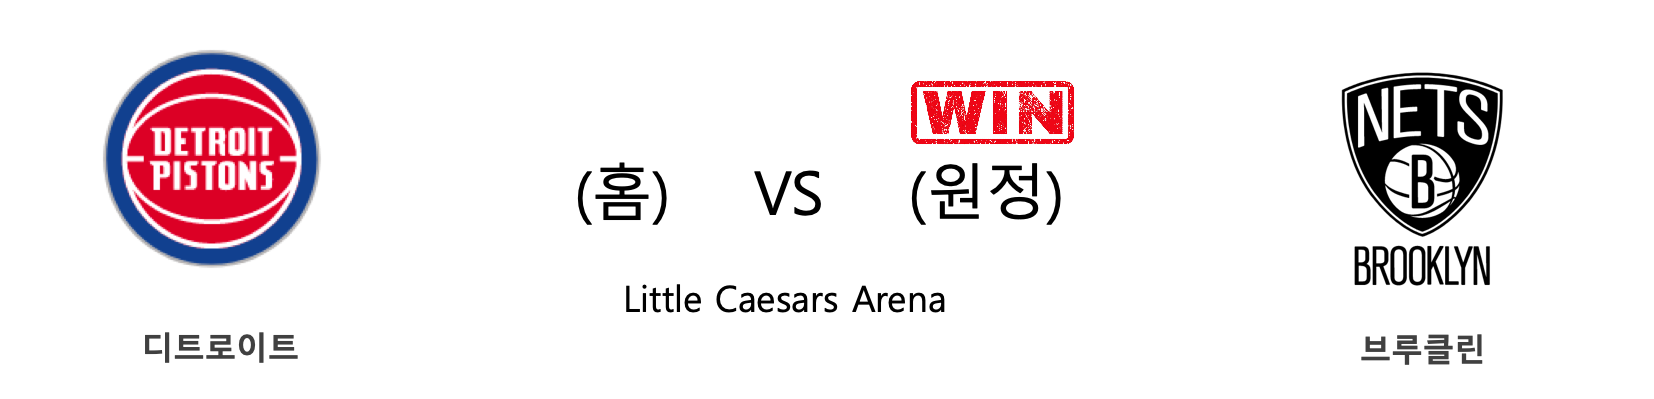 DETROIT
PISTONS
디트로이트
WIN
(홈) VS (원정)
Little Caesars Arena
NETS
B
BROOKLYN
브루클린